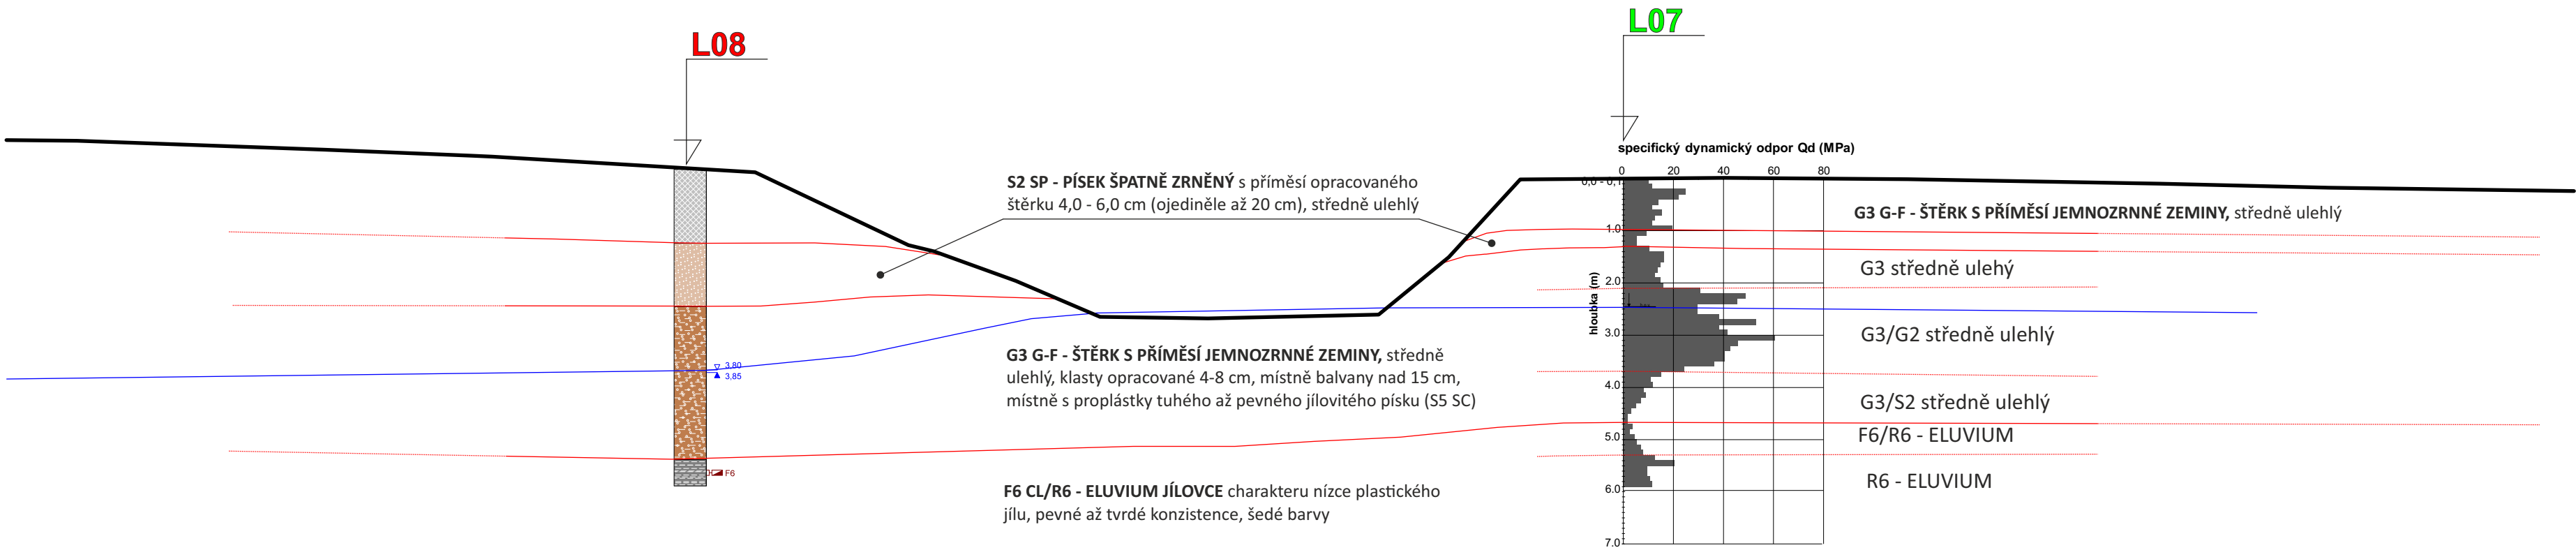 L08
L07
specifický dynamický odpor Qd (MPa)
0 20 40 60 80
hloubka (m)
1.0
2.0
3.0
4.0
5.0
6.0
7.0
S2 SP - PÍSEK ŠPATNĚ ZRNĚNÝ s příměsí opracovaného
štěrku 4,0 - 6,0 cm (ojediněle až 20 cm), středně ulehlý
G3 G-F - ŠTĚRK S PŘÍMĚSÍ JEMNOZRNNÉ ZEMINY, středně ulehlý
G3 středně ulehý
G3/G2 středně ulehlý
G3/S2 středně ulehlý
F6/R6 - ELUVIUM
R6 - ELUVIUM
3,80
3,85
G3 G-F - ŠTĚRK S PŘÍMĚSÍ JEMNOZRNNÉ ZEMINY, středně
ulehlý, klasty opracované 4-8 cm, místně balvany nad 15 cm,
místně s proplástky tuhého až pevného jílovitého písku (S5 SC)
F6
F6 CL/R6 - ELUVIUM JÍLOVCE charakteru nízce plastického
jílu, pevné až tvrdé konzistence, šedé barvy